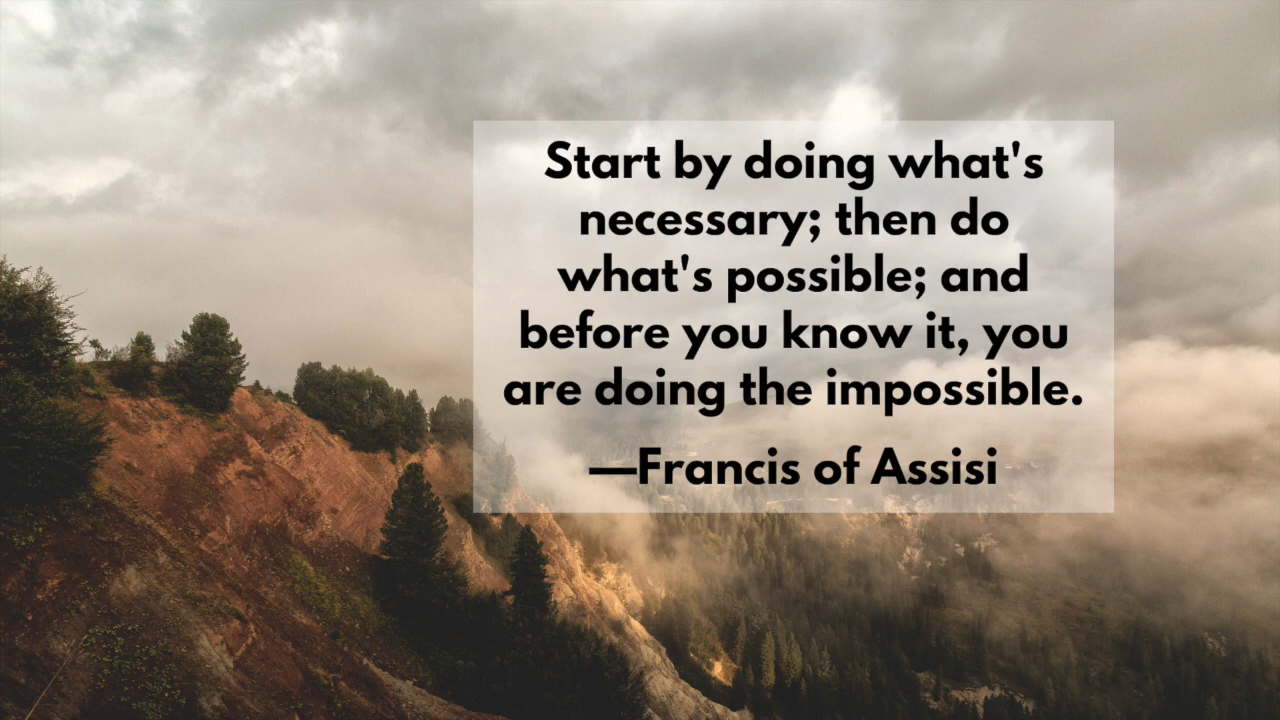 Start by doing what's
necessary; then do
what's possible; and
before you know it, you
are doing the impossible.
—Francis of Assisi